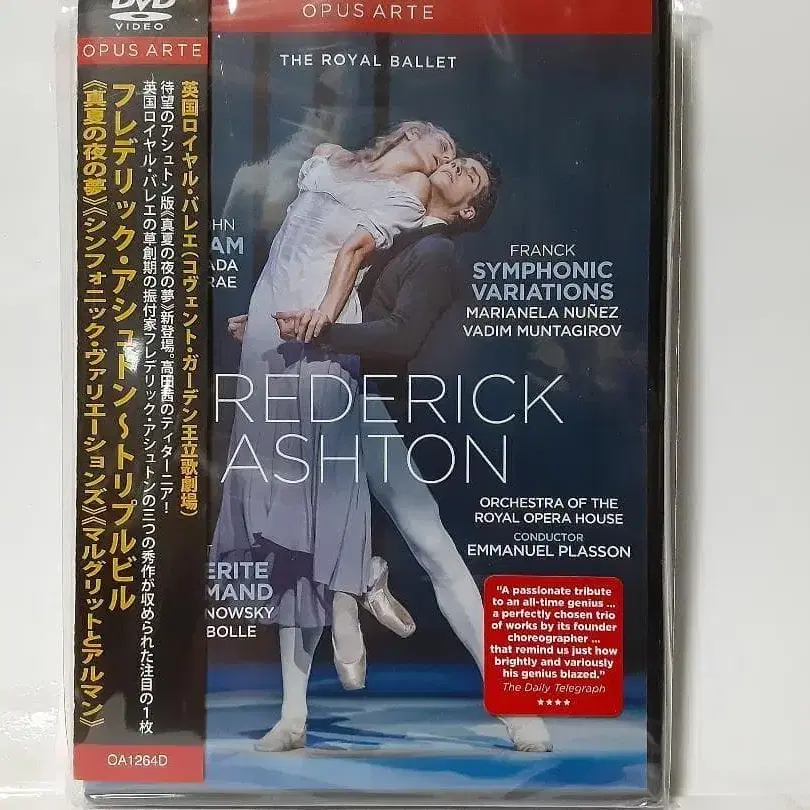 DVD
VIDEO
OPUS ARTE
英国ロイヤル・バレエ(コヴェント・ガーデン王立歌劇場)
待望のアシュトン版《真夏の夜の夢》新登場。高田茜のティターニア!
英国ロイヤル・バレエの草創期の振付家フレデリック・アシュトンの三つの秀作が収められた注目の1枚
フレデリック・アシュトン～トリプルビル
《真夏の夜の夢》《シンフォニック・ヴァリエーションズ》《マルグリットとアルマン》
OA1264D
OPUS ARTE
THE ROYAL BALLET
HN
AM
ADA
RAE
FRANCK
SYMPHONIC
VARIATIONS
MARIANELA NUÑEZ
VADIM MUNTAGIROV
REDERICK
ASHTON
ORCHESTRA OF THE
ROYAL OPERA HOUSE
CONDUCTOR
EMMANUEL PLASSON
ERITE
MAND
NOWSKY
BOLLE
"A passionate tribute
to an all-time genius ...
a perfectly chosen trio
of works by its founder
choreographer ...
that remind us just how
brightly and variously
his genius blazed."
The Daily Telegraph
★★★★